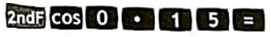 2ndF cos 0 • 1 5 =